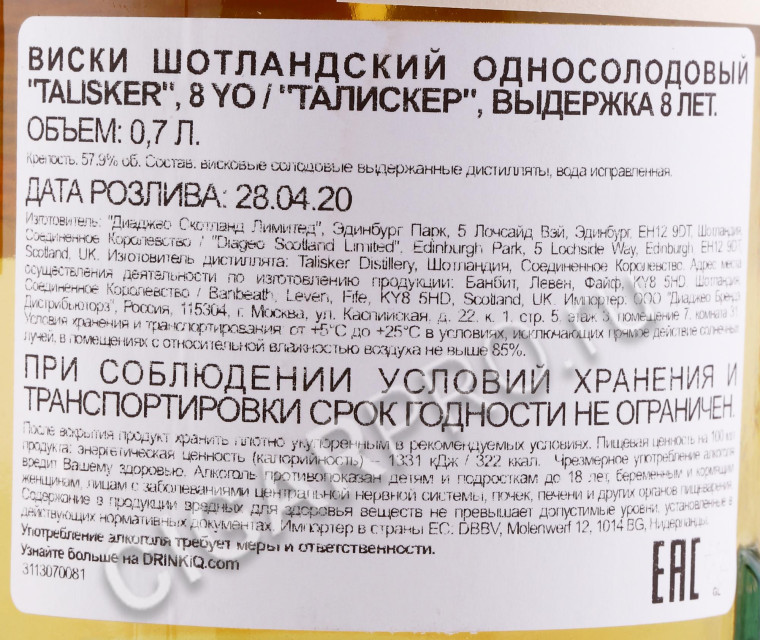 ВИСКИ ШОТЛАНДСКИЙ ОДНОСОЛОДОВЫЙ
"TALISKER", 8 YO / "ТАЛИСКЕР", ВЫДЕРЖКА 8 ЛЕТ.
ОБЪЕМ: 0,7 Л.
Крепость: 57.9% об. Состав: висковые солодовые выдержанные дистилляты, вода исправленная.
ДАТА РОЗЛИВА: 28.04.20
Изготовитель: "Диаджео Скотланд Лимитед", Эдинбург Парк, 5 Лочсайд Вэй, Эдинбург, EH12 9DT, Шотландия,
Соединенное Королевство / "Diageo Scotland Limited", Edinburgh Park, 5 Lochside Way, Edinburgh, EH12 9DT,
Scotland, UK. Изготовитель дистиллята: Talisker Distillery, Шотландия, Соединенное Королевство. Адрес места
осуществления деятельности по изготовлению продукции: Банбит, Левен, Файф, KY8 5HD, Шотландия,
Соединенное Королевство / Banbeath, Leven, Fife, KY8 5HD, Scotland, UK. Импортер: ООО "Диаджео Бренде
Дистрибьюторз", Россия, 115304, г. Москва, ул. Каспийская, д. 22, к. 1, стр. 5, этаж 3, помещение 7, комната
Условия хранения и транспортирования: от +5°С до +25°С в условиях, исключающих прямое действие солнечных
лучей, в помещениях с относительной влажностью воздуха не выше 85%.
ПРИ СОБЛЮДЕНИИ УСЛОВИЙ ХРАНЕНИЯ И
ТРАНСПОРТИРОВКИ СРОК ГОДНОСТИ НЕ ОГРАНИЧЕН.
После вскрытия продукт хранить плотно укупоренным в рекомендуемых условиях. Пищевая ценность на 100 мл
продукта: энергетическая ценность (калорийность) – 1331 кДж / 322 ккал. Чрезмерное употребление алкоголя
вредит Вашему здоровью. Алкоголь противопоказан детям и подросткам до 18 лет, беременным и кормящим
женщинам, лицам с заболеваниями центральной нервной системы, почек, печени и других органов пищеварения.
Содержание в продукции вредных для здоровья веществ не превышает допустимые уровни, установленные в
действующих нормативных документах. Импортер в страны ЕС: DBBV, Molenwerf 12, 1014 BG, Нидерланды.
Употребление алкоголя требует меры и ответственности.
Узнайте больше на DRINKiQ.com
3113070081
EAC
GL
CIGARPRO.RU